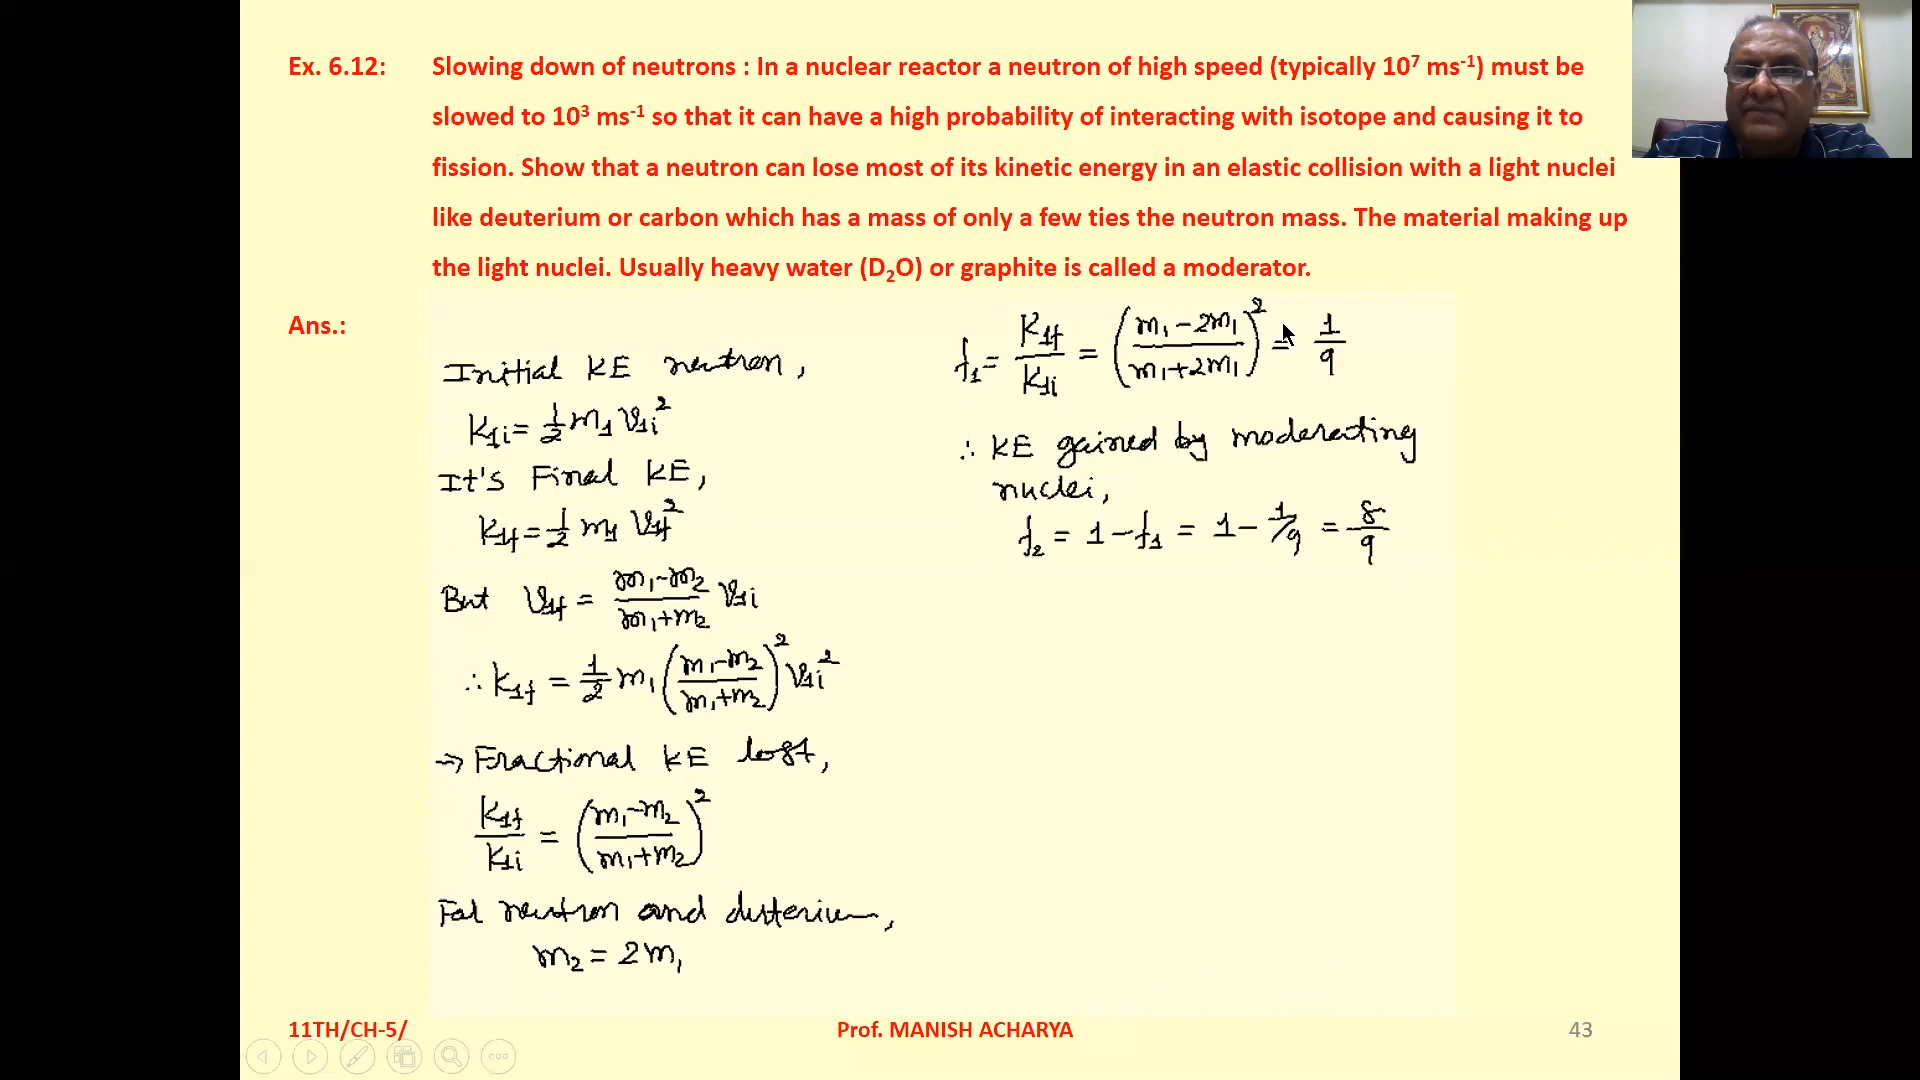 Ex. 6.12: Slowing down of neutrons : In a nuclear reactor a neutron of high speed (typically 10⁷ ms⁻¹) must be
slowed to 10³ ms⁻¹ so that it can have a high probability of interacting with isotope and causing it to
fission. Show that a neutron can lose most of its kinetic energy in an elastic collision with a light nuclei
like deuterium or carbon which has a mass of only a few ties the neutron mass. The material making up
the light nuclei. Usually heavy water (D₂O) or graphite is called a moderator.
Ans.:
Initial KE neutron,
K₁i = 1/2 m₁ v₁i²
It's Final KE,
K₁f = 1/2 m₁ v₁f²
But v₁f = (m₁-m₂)/(m₁+m₂) v₁i
∴ K₁f = 1/2 m₁ ((m₁-m₂)/(m₁+m₂))² v₁i²
→ Fractional KE lost,
K₁f/K₁i = ((m₁-m₂)/(m₁+m₂))²
For neutron and duterium,
m₂ = 2m₁
f₁ = K₁f/K₁i = ((m₁-2m₁)/(m₁+2m₁))² = 1/9
∴ KE gained by moderating
nuclei,
f₂ = 1 - f₁ = 1 - 1/9 = 8/9
11TH/CH-5/ Prof. MANISH ACHARYA 43